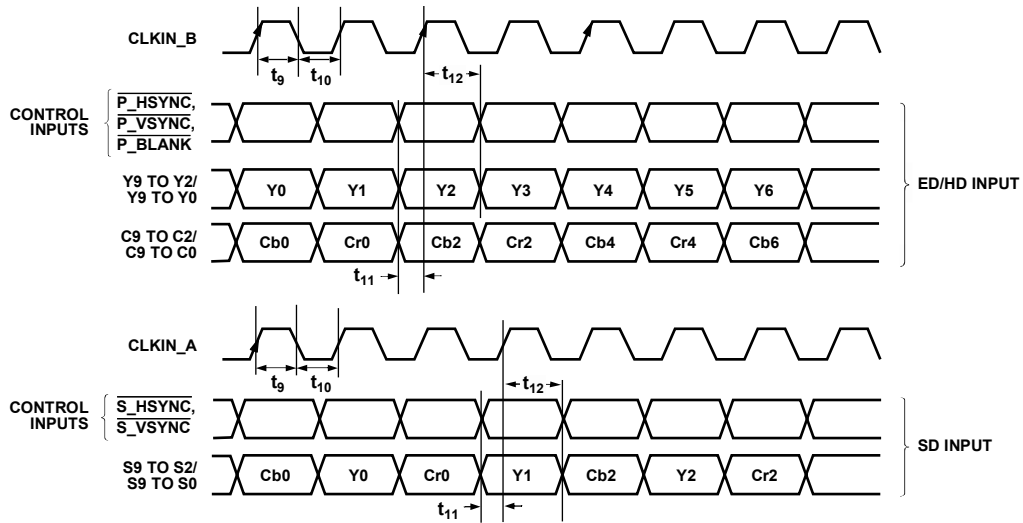 CLKIN_B
t9
t10
t12
CONTROL
INPUTS
P_HSYNC,
P_VSYNC,
P_BLANK
Y9 TO Y2/
Y9 TO Y0
Y0 Y1 Y2 Y3 Y4 Y5 Y6
ED/HD INPUT
C9 TO C2/
C9 TO C0
Cb0 Cr0 Cb2 Cr2 Cb4 Cr4 Cb6
t11
CLKIN_A
t9
t10
t12
CONTROL
INPUTS
S_HSYNC,
S_VSYNC
SD INPUT
S9 TO S2/
S9 TO S0
Cb0 Y0 Cr0 Y1 Cb2 Y2 Cr2
t11